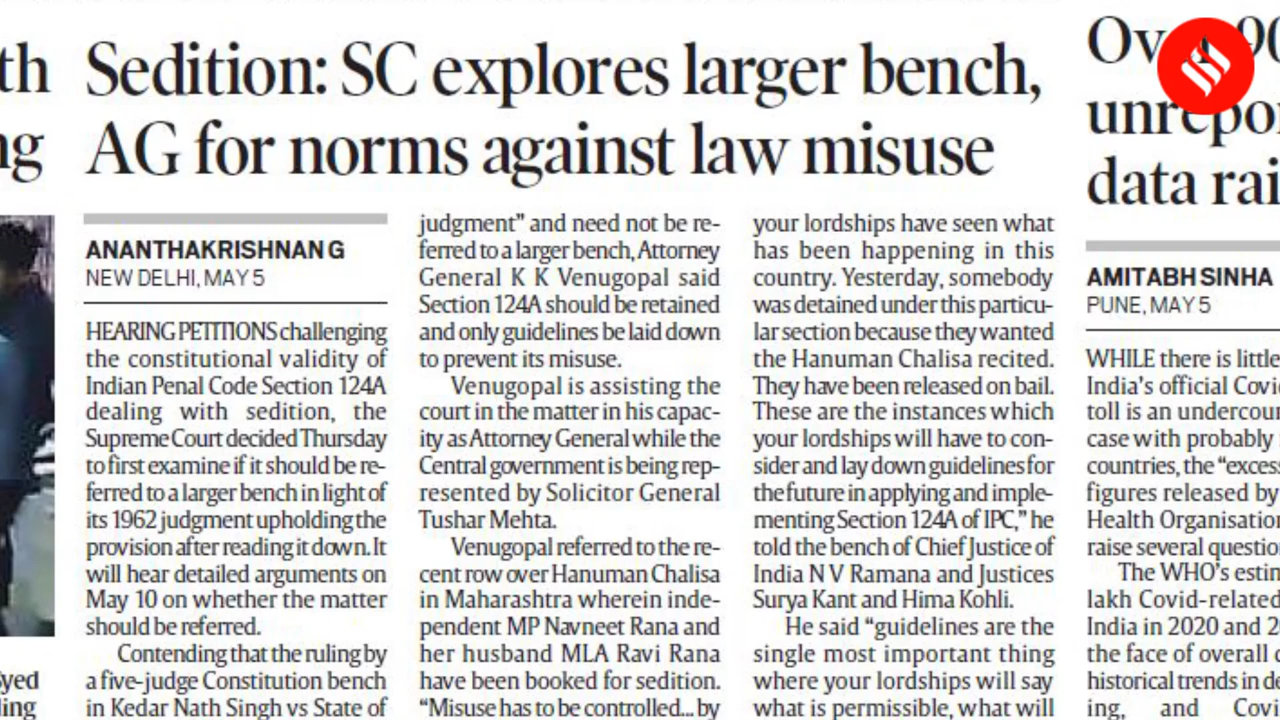 th
ng
Syed
ling
Sedition: SC explores larger bench,
AG for norms against law misuse
ANANTHAKRISHNAN G
NEW DELHI, MAY 5
HEARING PETITIONS challenging
the constitutional validity of
Indian Penal Code Section 124A
dealing with sedition, the
Supreme Court decided Thursday
to first examine if it should be re-
ferred to a larger bench in light of
its 1962 judgment upholding the
provision after reading it down. It
will hear detailed arguments on
May 10 on whether the matter
should be referred.
Contending that the ruling by
a five-judge Constitution bench
in Kedar Nath Singh vs State of
judgment” and need not be re-
ferred to a larger bench, Attorney
General K K Venugopal said
Section 124A should be retained
and only guidelines be laid down
to prevent its misuse.
Venugopal is assisting the
court in the matter in his capac-
ity as Attorney General while the
Central government is being rep-
resented by Solicitor General
Tushar Mehta.
Venugopal referred to the re-
cent row over Hanuman Chalisa
in Maharashtra wherein inde-
pendent MP Navneet Rana and
her husband MLA Ravi Rana
have been booked for sedition.
“Misuse has to be controlled... by
your lordships have seen what
has been happening in this
country. Yesterday, somebody
was detained under this particu-
lar section because they wanted
the Hanuman Chalisa recited.
They have been released on bail.
These are the instances which
your lordships will have to con-
sider and lay down guidelines for
the future in applying and imple-
menting Section 124A of IPC,” he
told the bench of Chief Justice of
India N V Ramana and Justices
Surya Kant and Hima Kohli.
He said “guidelines are the
single most important thing
where your lordships will say
what is permissible, what will
90
data rai
AMITABH SINHA
PUNE, MAY 5
WHILE there is little
India’s official Covi
toll is an undercoun
case with probably
countries, the “excess
figures released by
Health Organisation
raise several question
The WHO’s estim
lakh Covid-related
India in 2020 and 2
the face of overall d
historical trends in de
ing, and Covi